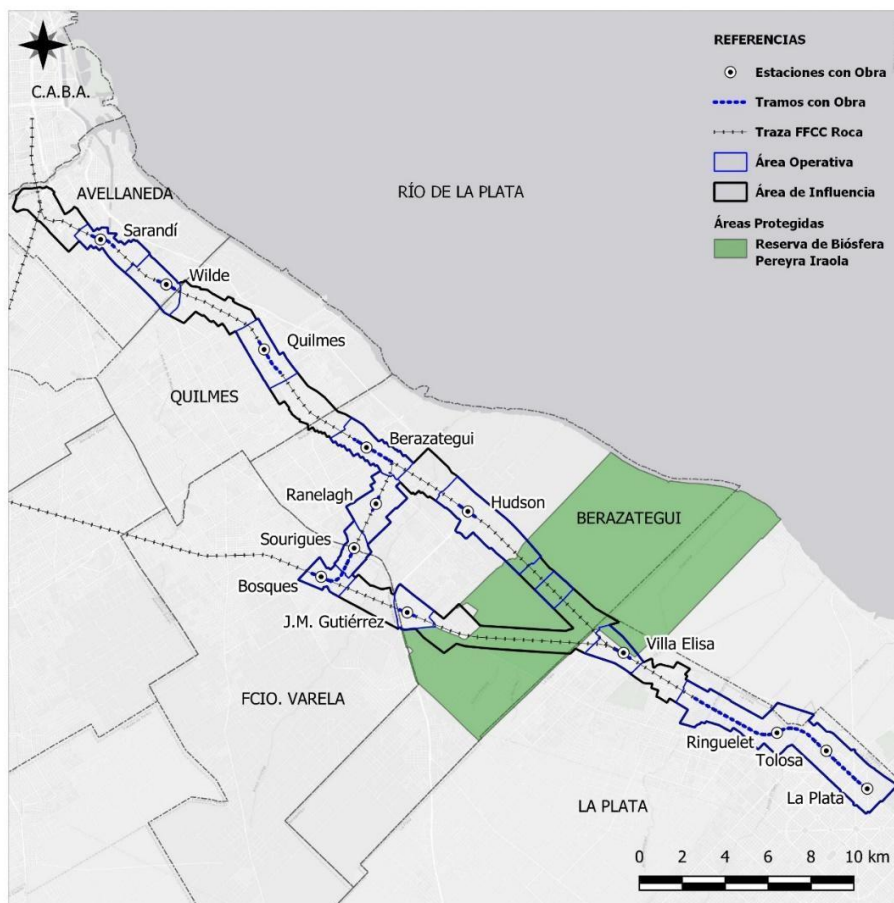 C.A.B.A.
AVELLANEDA
Sarandí
Wilde
RÍO DE LA PLATA
Quilmes
QUILMES
Berazategui
Ranelagh
Hudson
BERAZATEGUI
Sourigues
Bosques
J.M. Gutiérrez
Villa Elisa
FCIO. VARELA
Ringuelet
Tolosa
La Plata
LA PLATA
REFERENCIAS
Estaciones con Obra
Tramos con Obra
Traza FFCC Roca
Área Operativa
Área de Influencia
Áreas Protegidas
Reserva de Biósfera
Pereyra Iraola
0 2 4 6 8 10 km